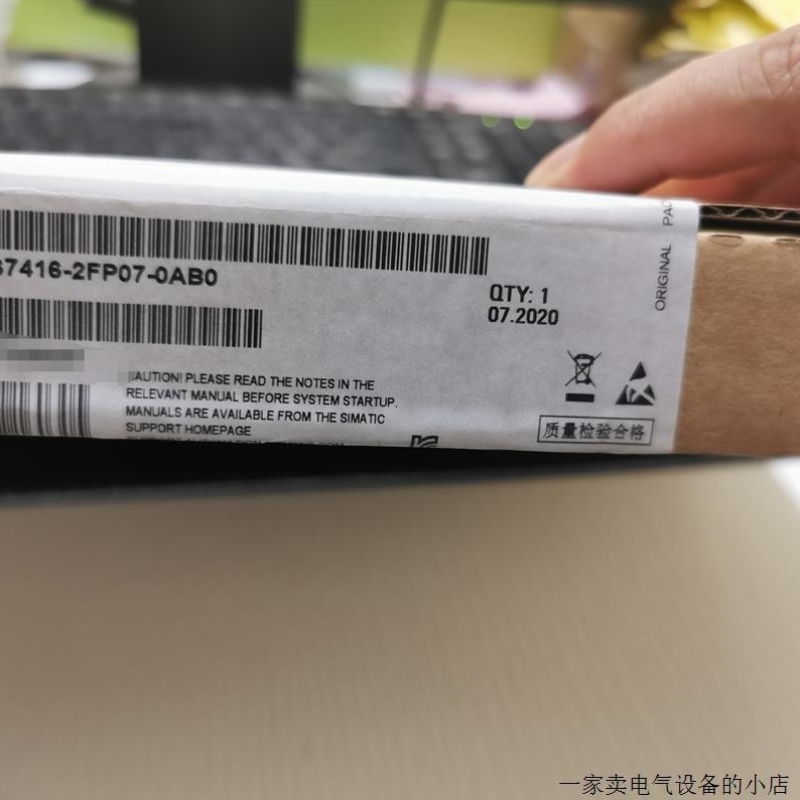 67416-2FP07-0AB0
QTY: 1
07.2020
CAUTION! PLEASE READ THE NOTES IN THE
RELEVANT MANUAL BEFORE SYSTEM STARTUP.
MANUALS ARE AVAILABLE FROM THE SIMATIC
SUPPORT HOMEPAGE
ORIGINAL PAC
质量检验合格
一家卖电气设备的小店